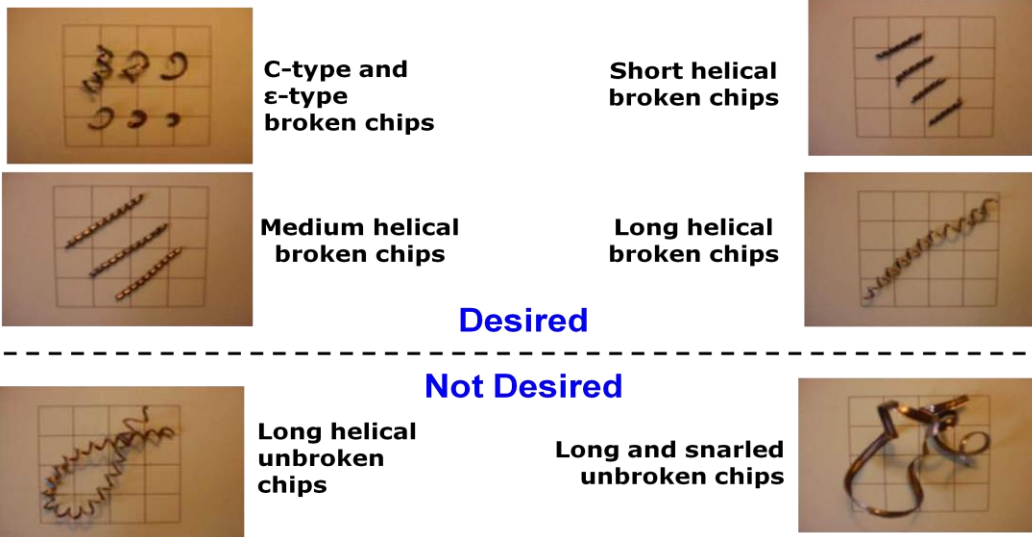 C-type and
ε-type
broken chips
Short helical
broken chips
Medium helical
broken chips
Long helical
broken chips
Desired
Not Desired
Long helical
unbroken
chips
Long and snarled
unbroken chips